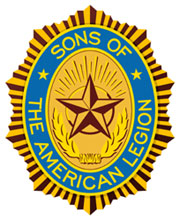 SONS OF
THE AMERICAN LEGION